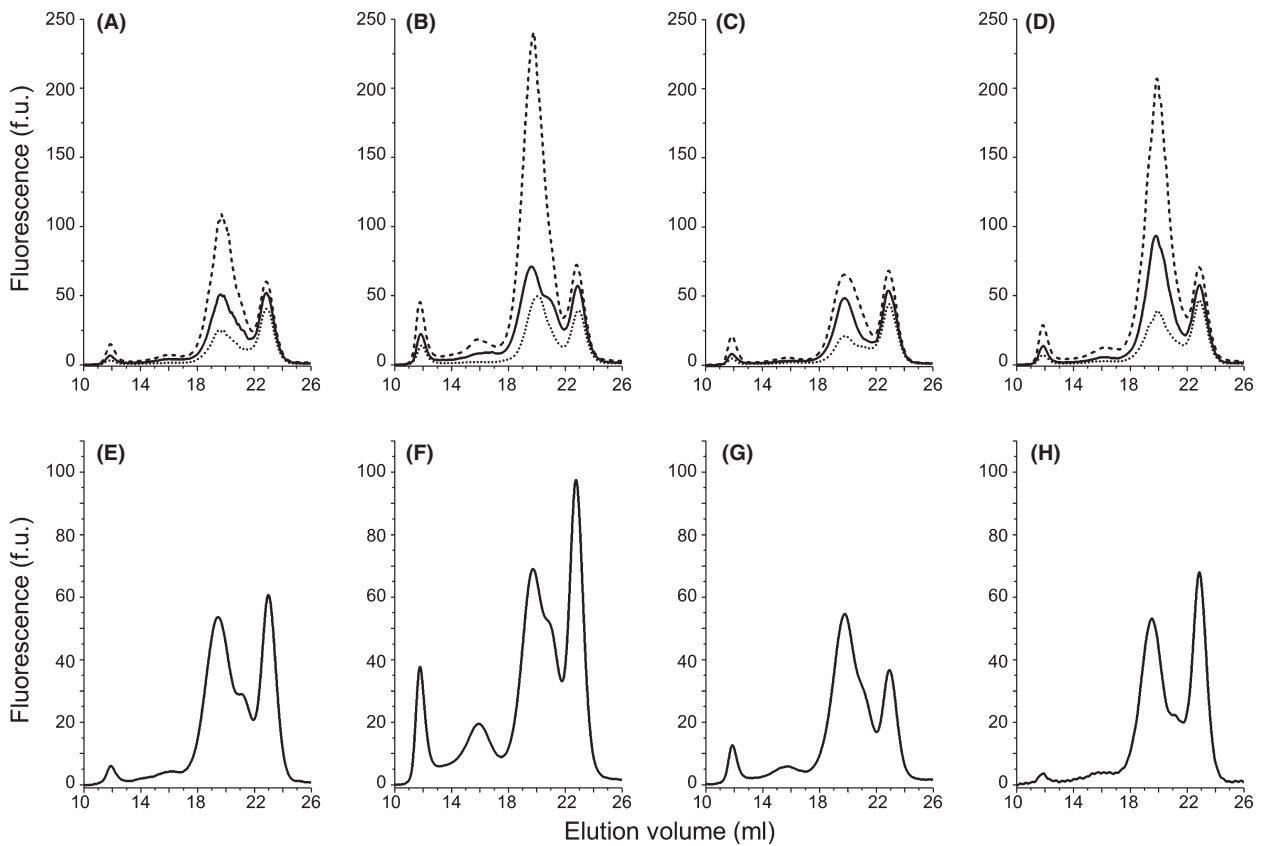 (A) (B) (C) (D)
250 250 250 250
200 200 200 200
150 150 150 150
100 100 100 100
50 50 50 50
0 0 0 0
10 14 18 22 26 10 14 18 22 26 10 14 18 22 26 10 14 18 22 26
Fluorescence (f.u.)
(E) (F) (G) (H)
100 100 100 100
80 80 80 80
60 60 60 60
40 40 40 40
20 20 20 20
0 0 0 0
10 14 18 22 26 10 14 18 22 26 10 14 18 22 26 10 14 18 22 26
Fluorescence (f.u.)
Elution volume (ml)